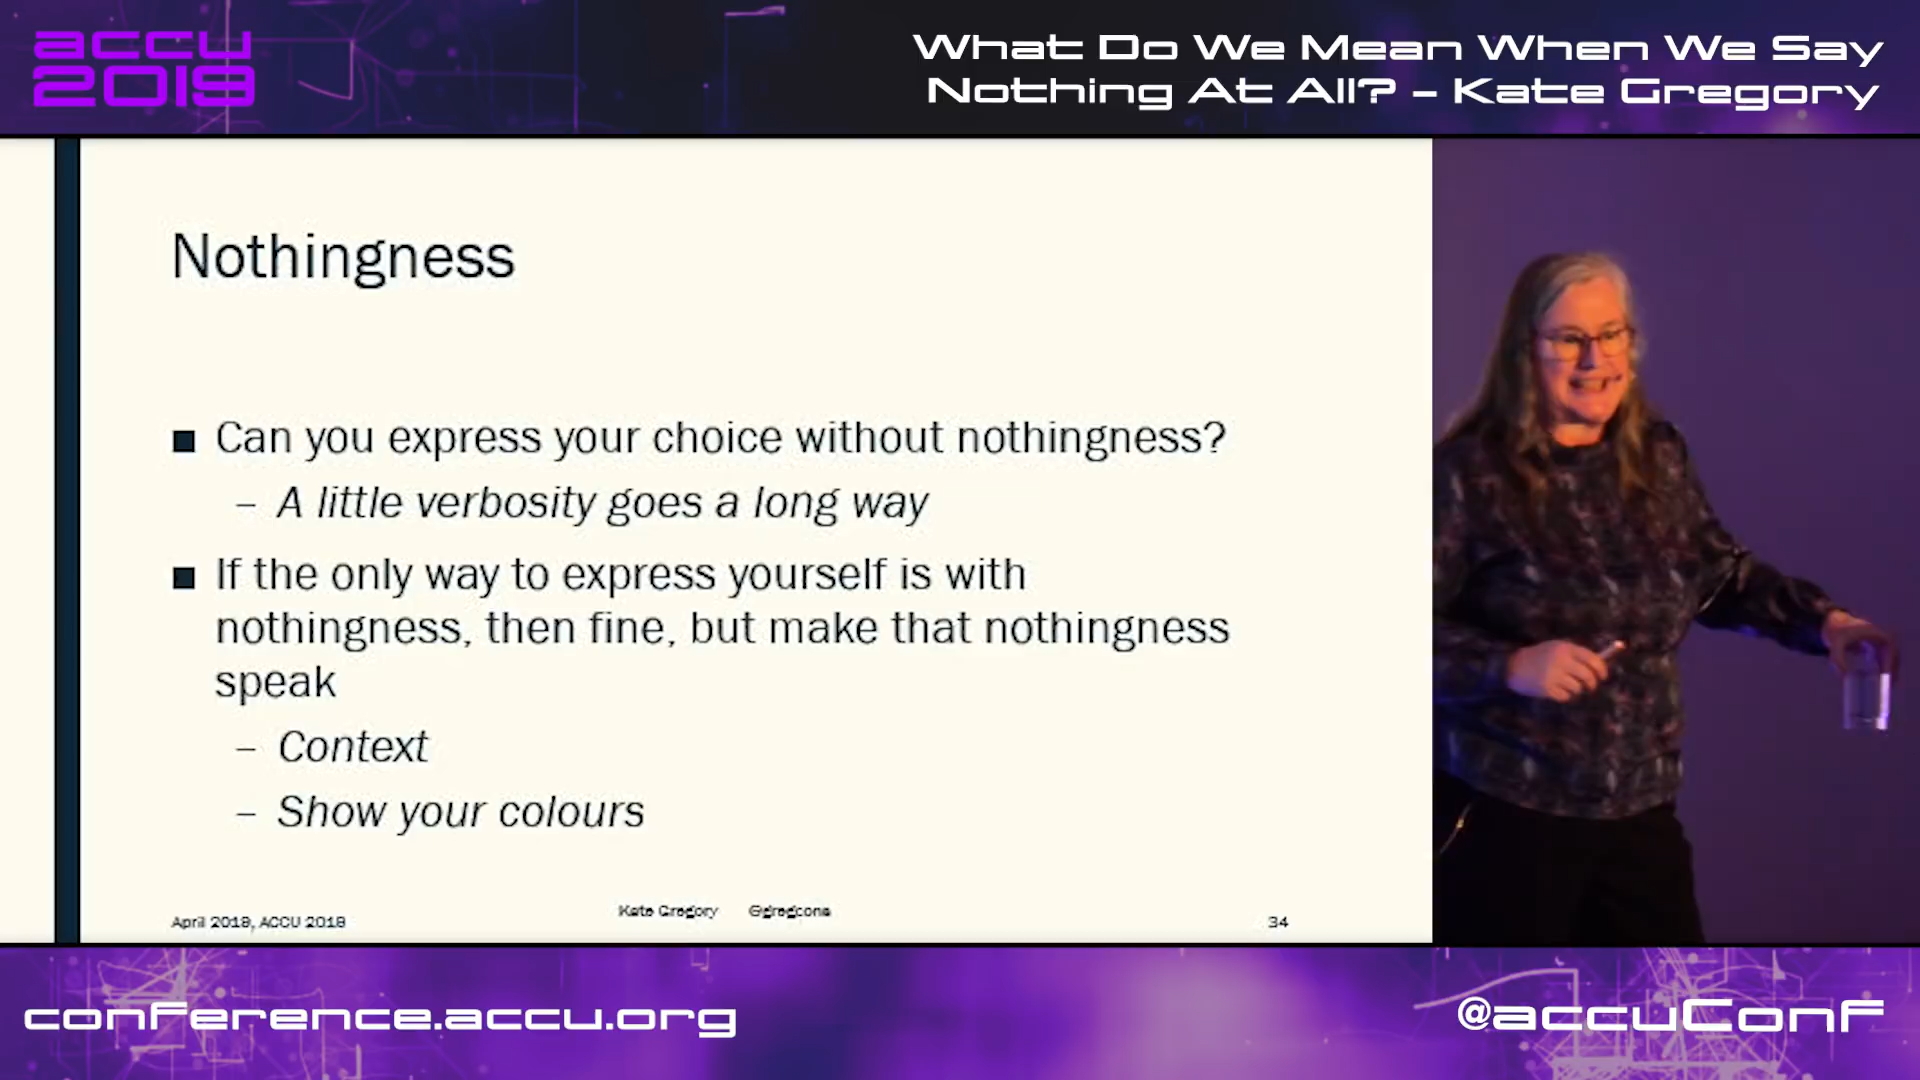 accu
2019
What Do We Mean When We Say
Nothing At All? - Kate Gregory
Nothingness
■ Can you express your choice without nothingness?
– A little verbosity goes a long way
■ If the only way to express yourself is with
nothingness, then fine, but make that nothingness
speak
– Context
– Show your colours
April 2019, ACCU 2019
Kate Gregory @gregcons
34
conference.accu.org
@accuConf